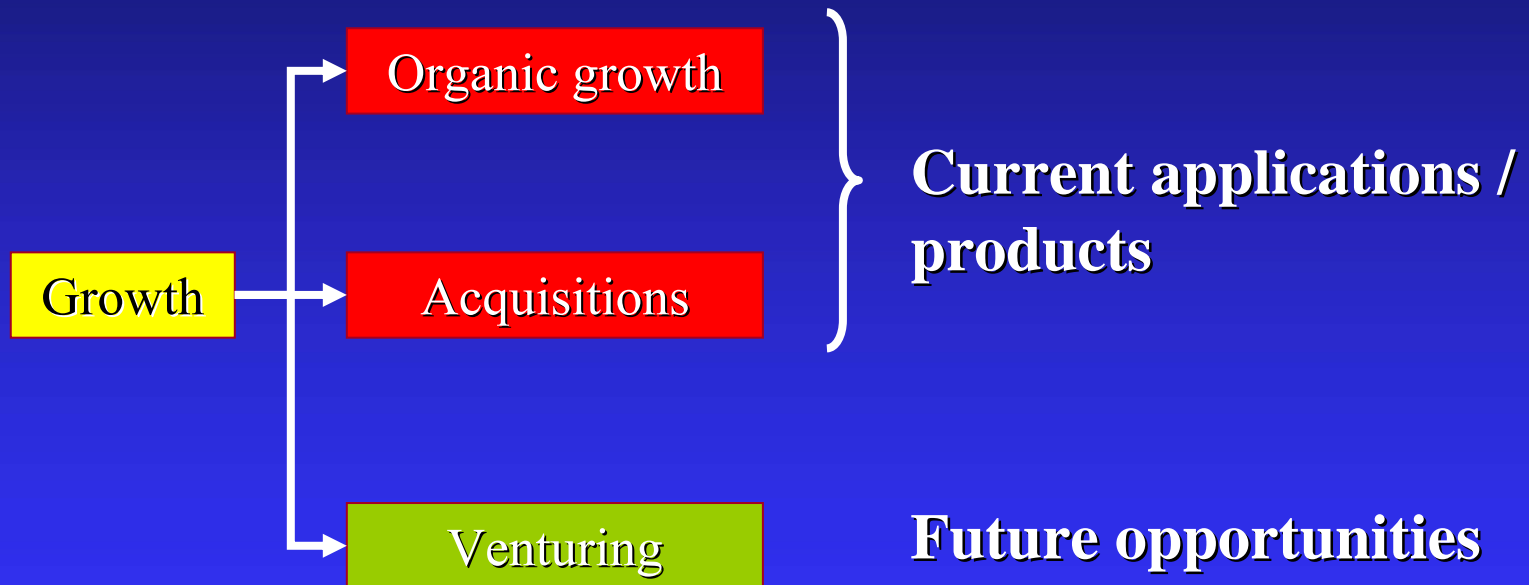 Organic growth
Current applications /
products
Growth
Acquisitions
Venturing
Future opportunities